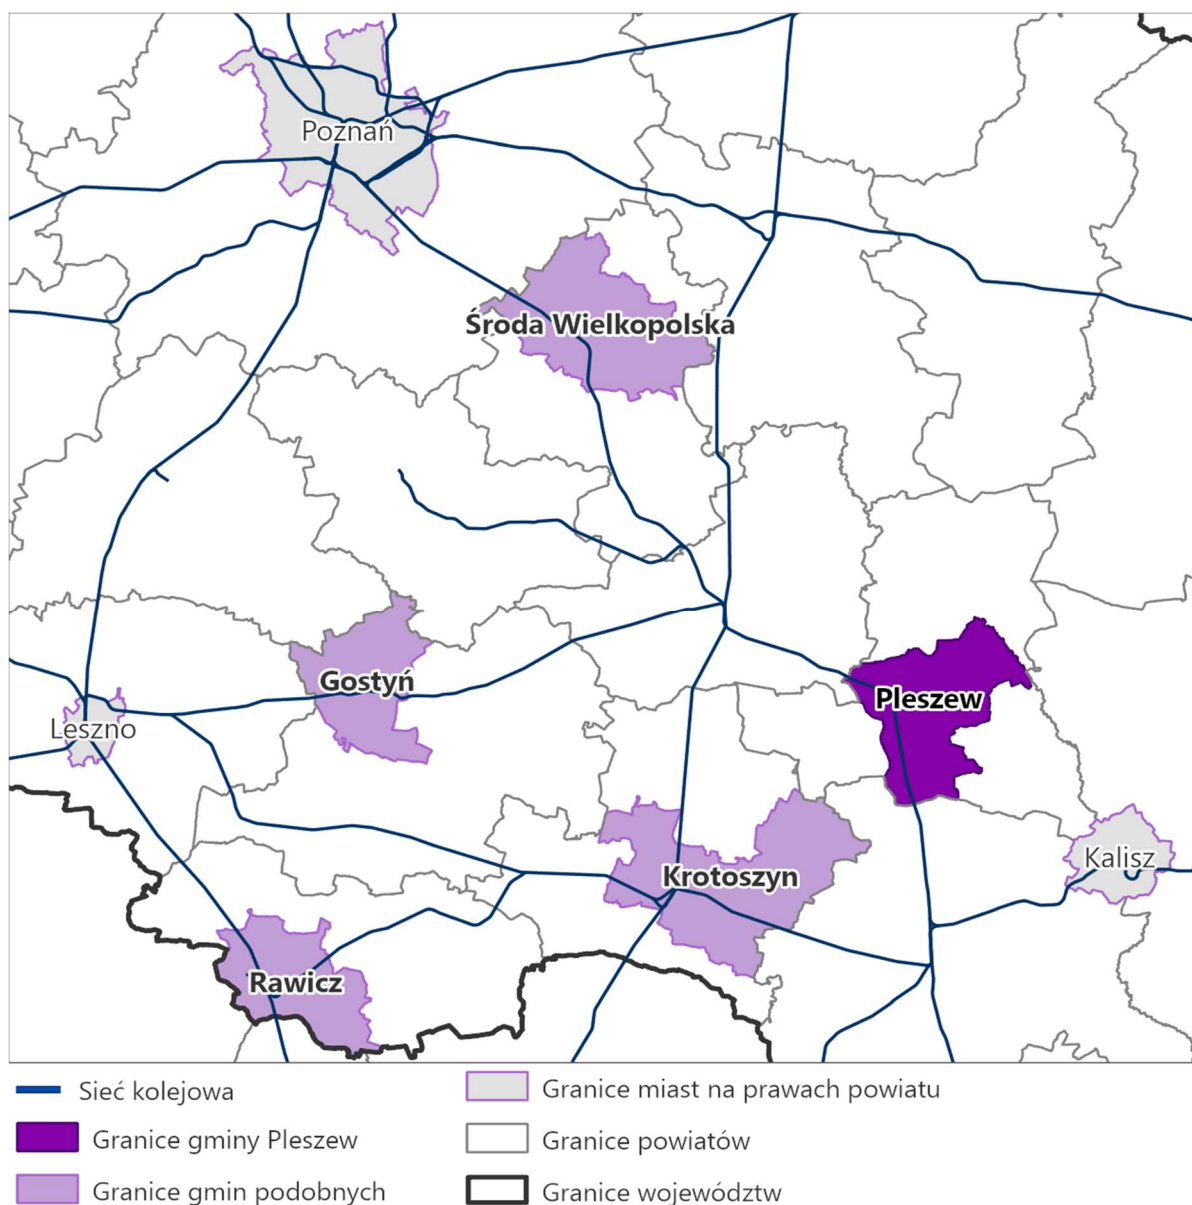 Poznań
Środa Wielkopolska
Gostyń
Pleszew
Leszno
Kalisz
Krotoszyn
Rawicz
Sieć kolejowa
Granice gminy Pleszew
Granice gmin podobnych
Granice miast na prawach powiatu
Granice powiatów
Granice województw